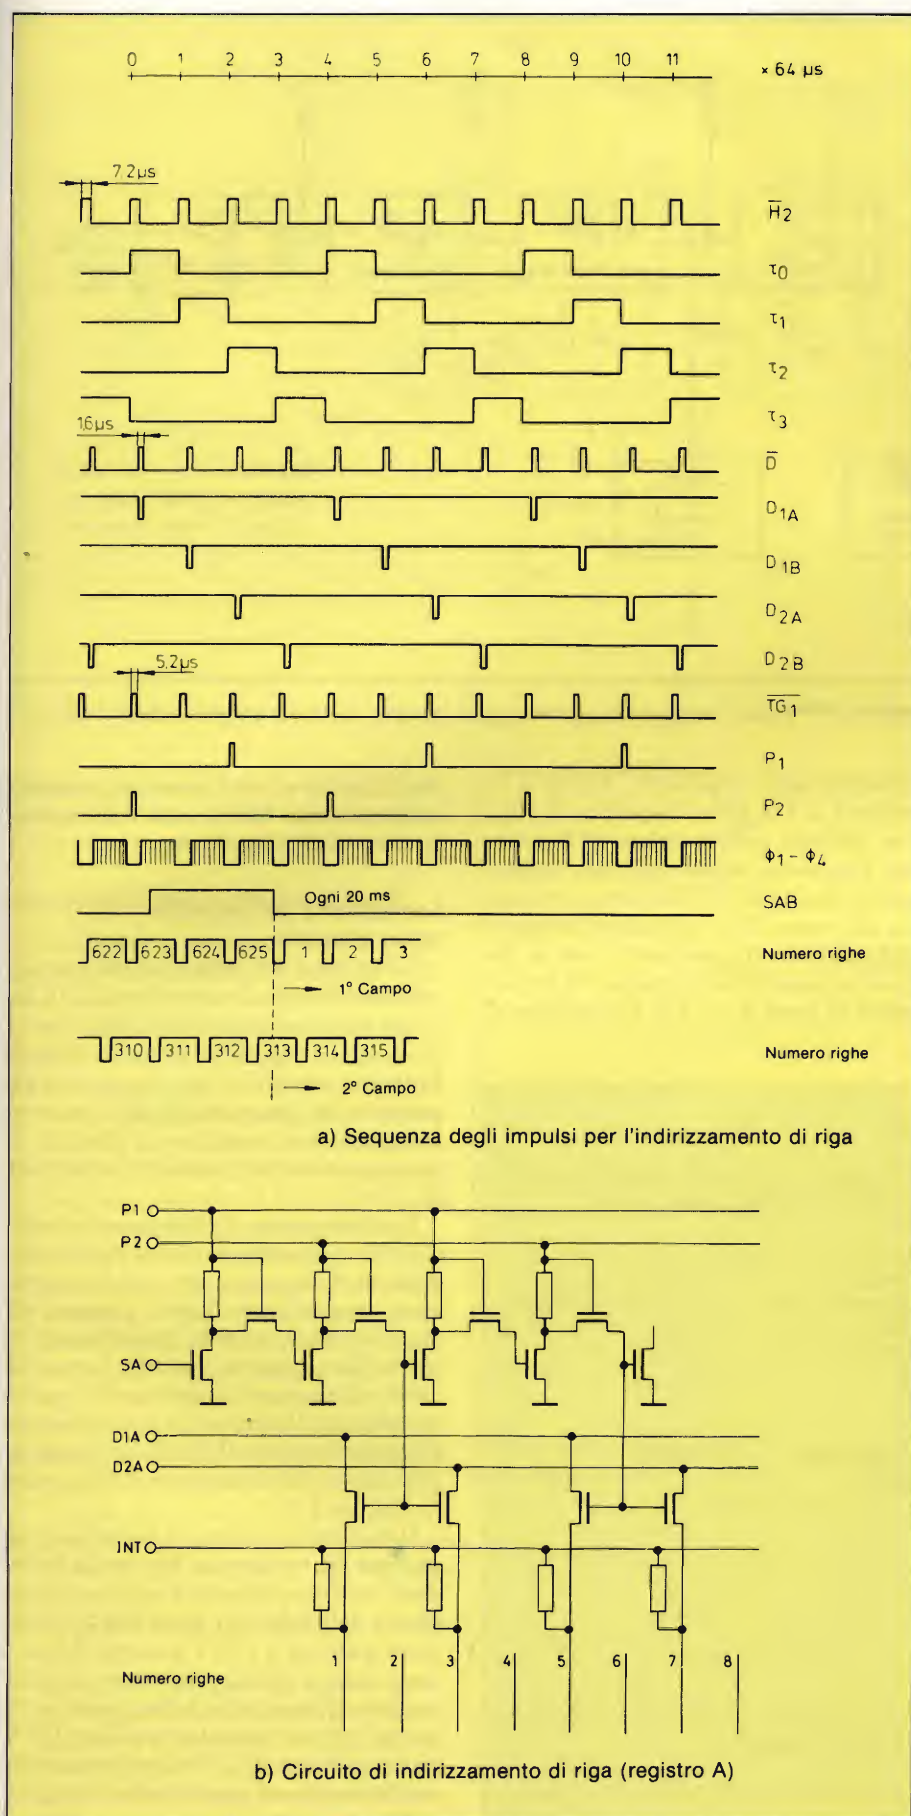 0 1 2 3 4 5 6 7 8 9 10 11 × 64 µs
7,2µs
H̅2
τ0
τ1
τ2
τ3
1,6µs
D̅
D1A
D1B
D2A
D2B
5,2µs
T̅G̅1
P1
P2
Φ1 - Φ4
Ogni 20 ms
SAB
622 623 624 625 1 2 3 Numero righe
1° Campo
310 311 312 313 314 315 Numero righe
2° Campo
a) Sequenza degli impulsi per l'indirizzamento di riga
P1
P2
SA
D1A
D2A
INT
Numero righe 1 2 3 4 5 6 7 8
b) Circuito di indirizzamento di riga (registro A)